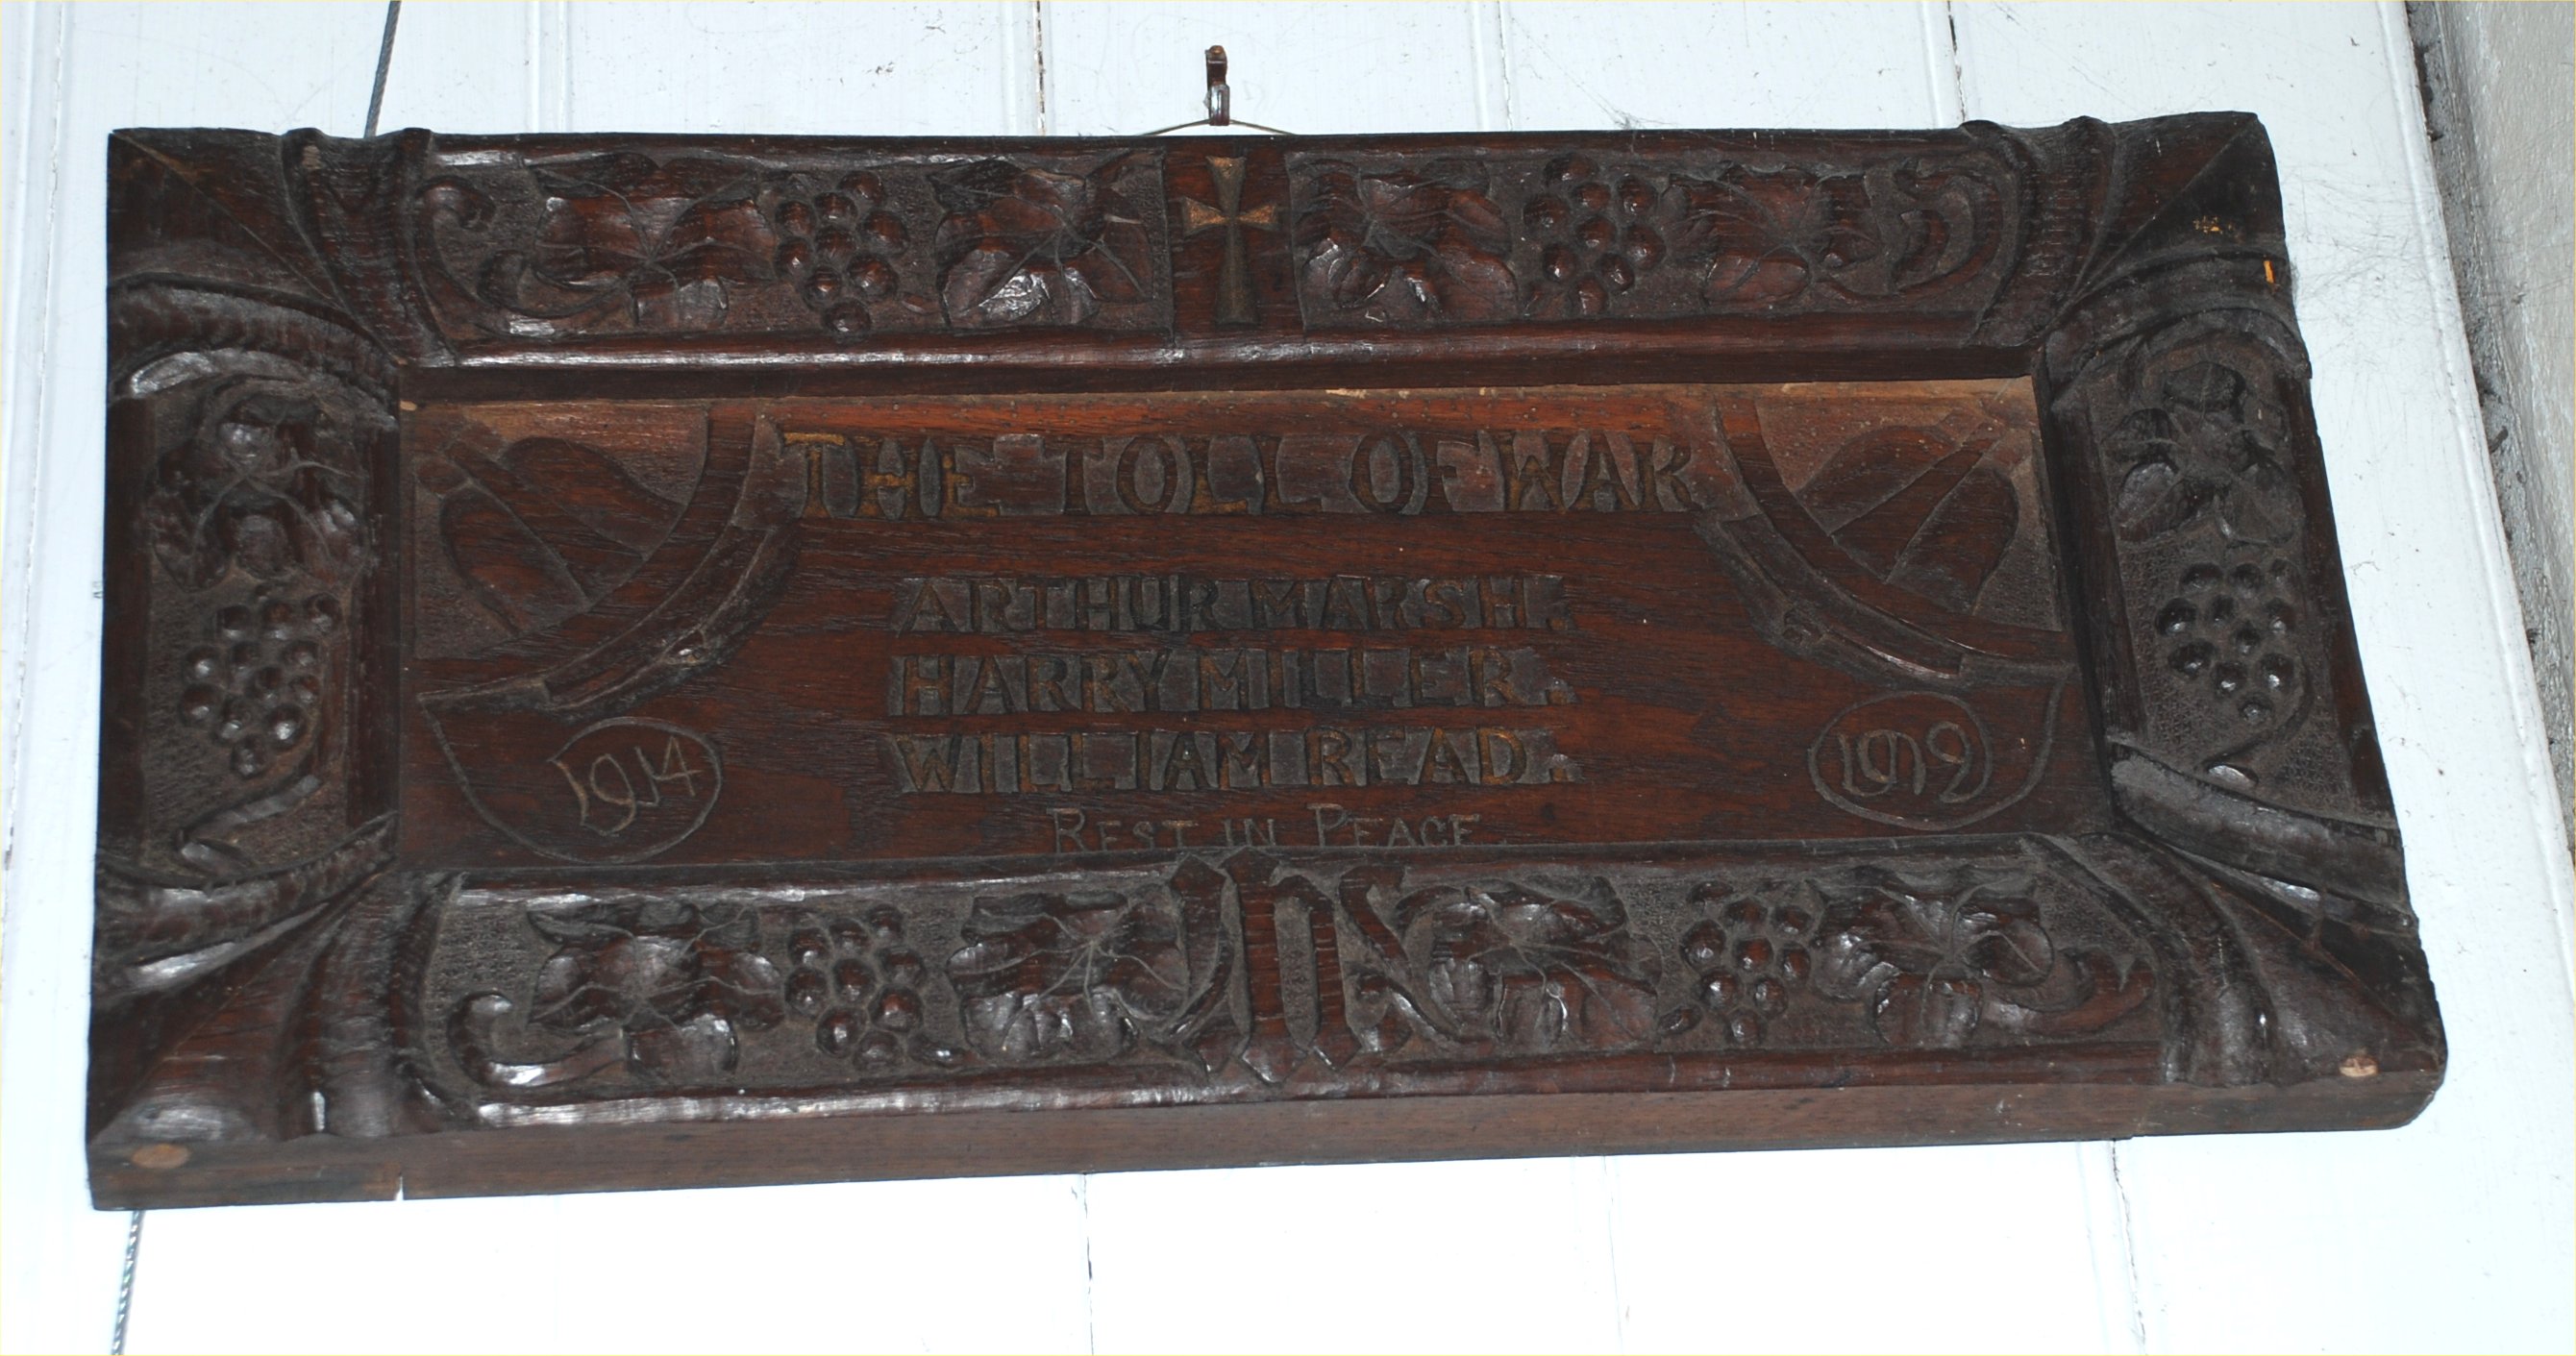 THE TOLL OF WAR
ARTHUR MARSH.
HARRY MILLER.
WILLIAM READ.
1914
1919
REST IN PEACE.
IHS